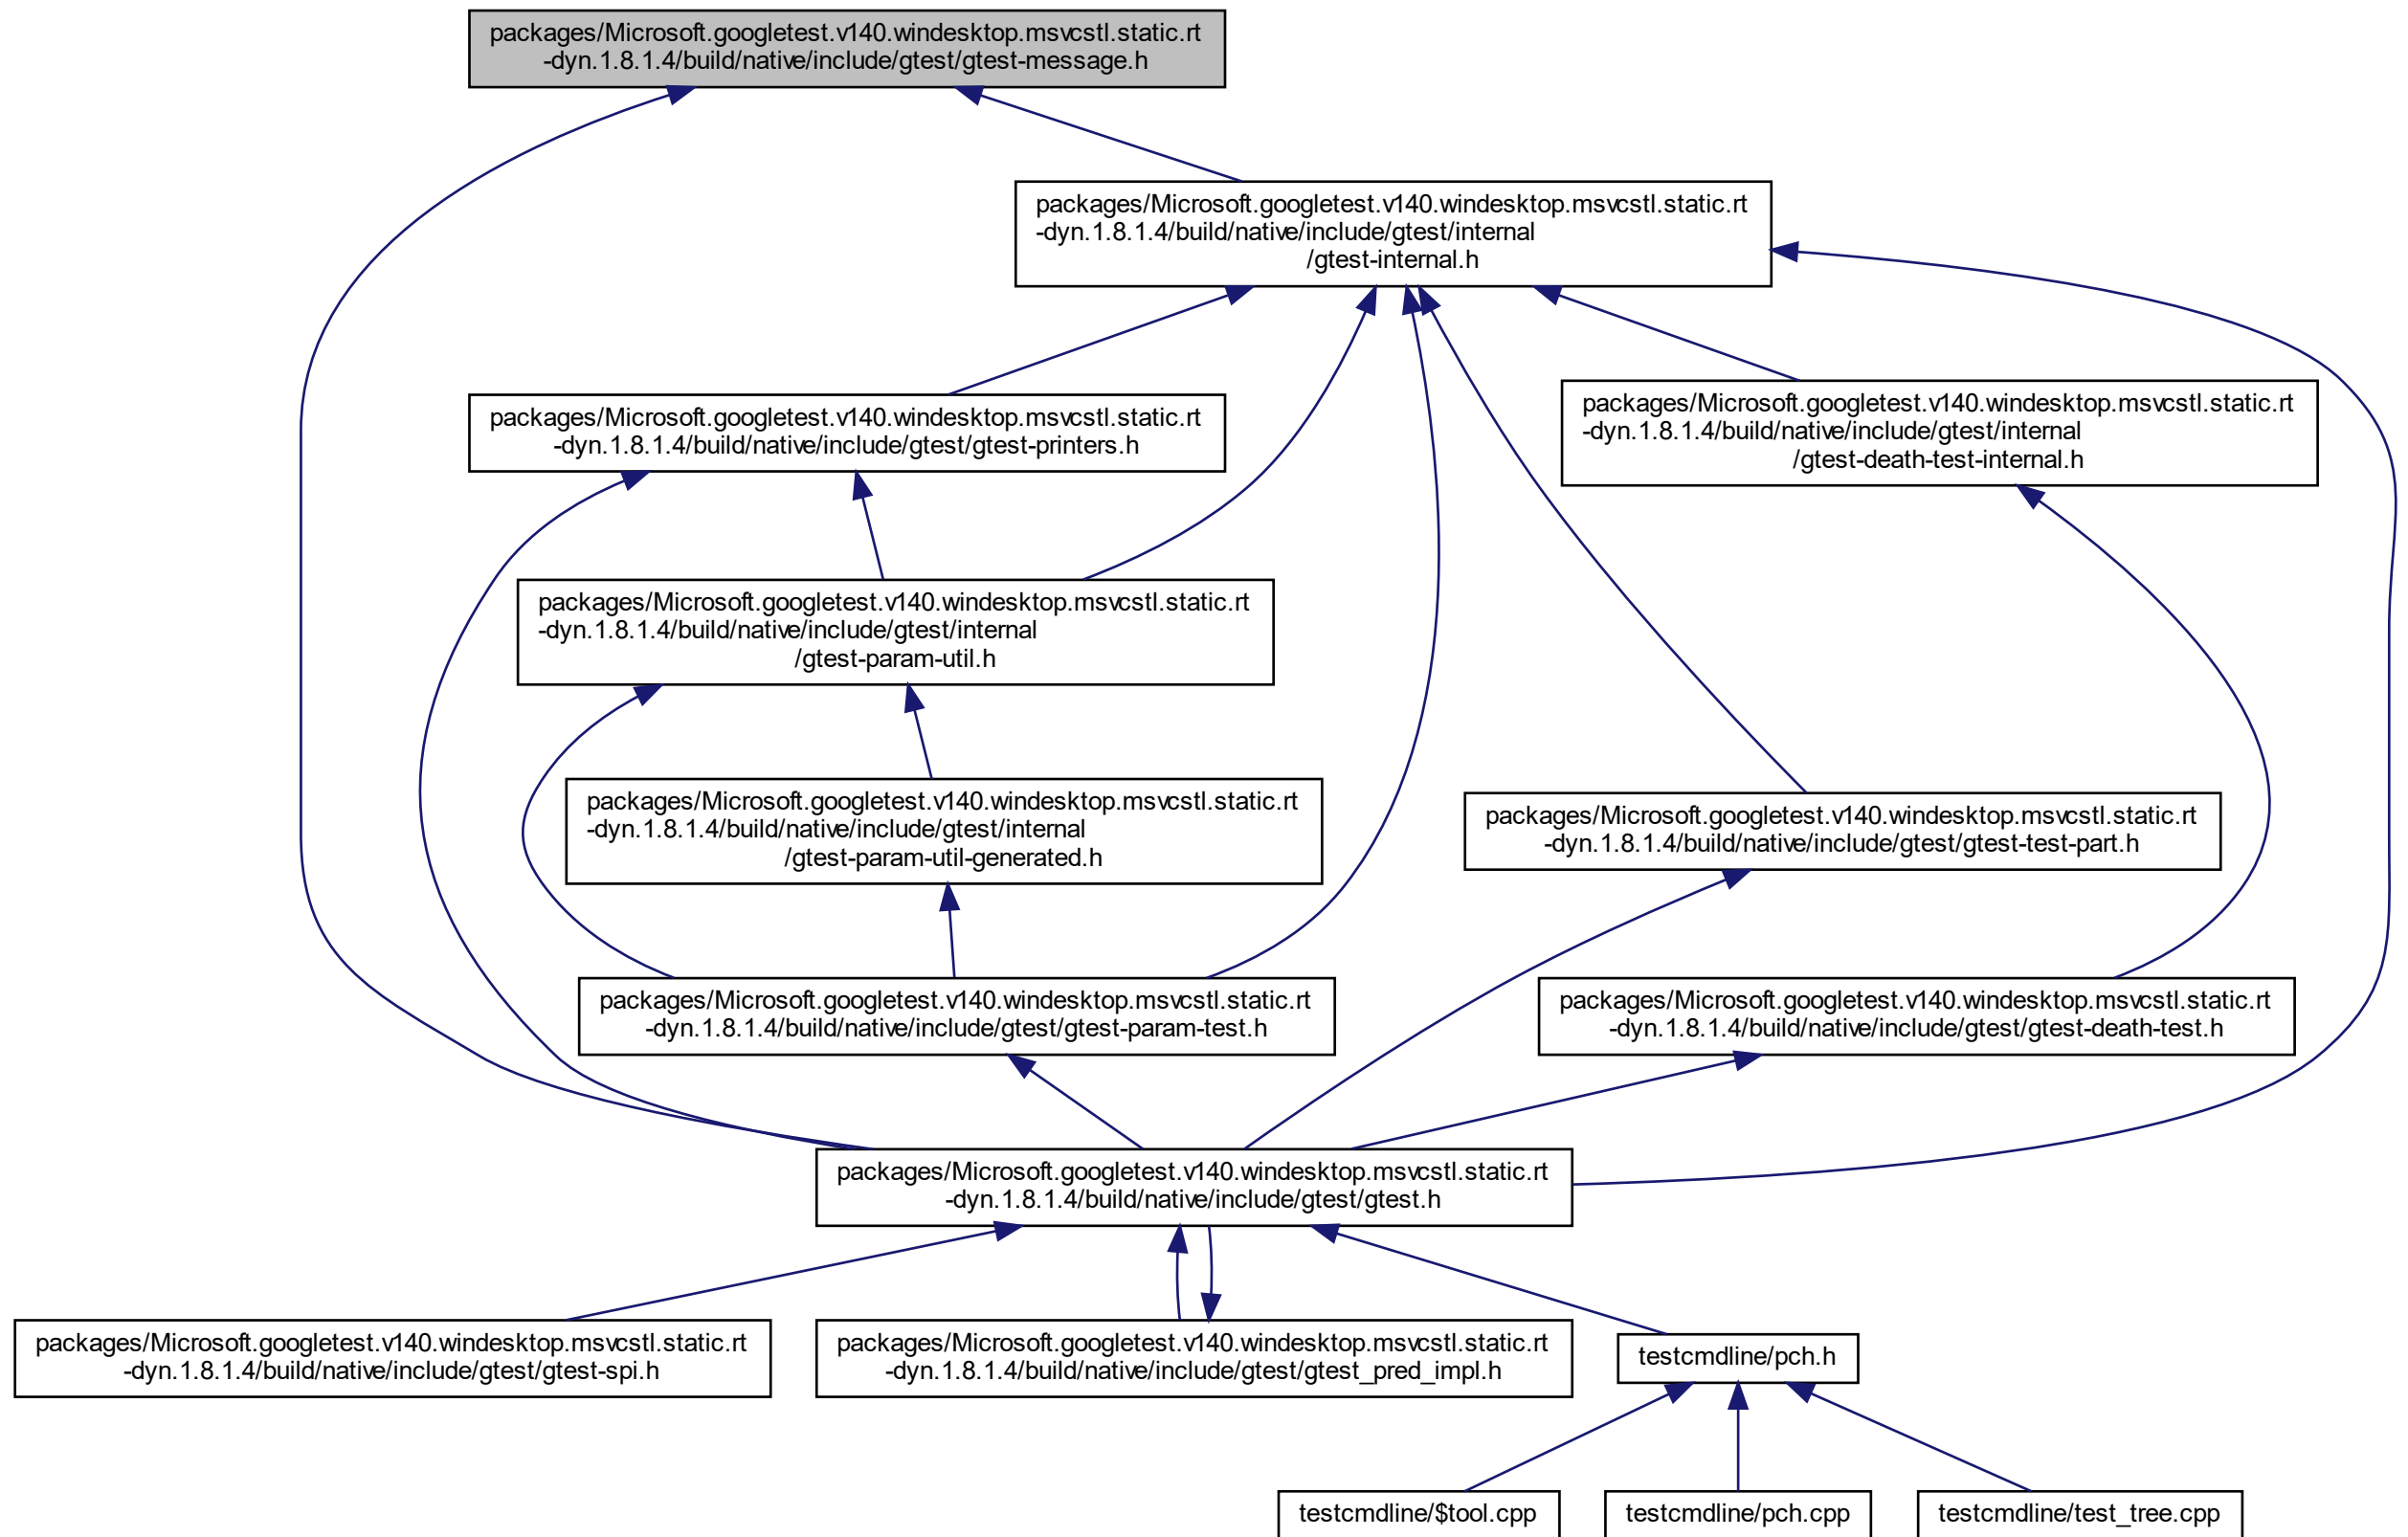 packages/Microsoft.googletest.v140.windesktop.msvcstl.static.rt
-dyn.1.8.1.4/build/native/include/gtest/gtest-message.h
packages/Microsoft.googletest.v140.windesktop.msvcstl.static.rt
-dyn.1.8.1.4/build/native/include/gtest/internal
/gtest-internal.h
packages/Microsoft.googletest.v140.windesktop.msvcstl.static.rt
-dyn.1.8.1.4/build/native/include/gtest/gtest-printers.h
packages/Microsoft.googletest.v140.windesktop.msvcstl.static.rt
-dyn.1.8.1.4/build/native/include/gtest/internal
/gtest-death-test-internal.h
packages/Microsoft.googletest.v140.windesktop.msvcstl.static.rt
-dyn.1.8.1.4/build/native/include/gtest/internal
/gtest-param-util.h
packages/Microsoft.googletest.v140.windesktop.msvcstl.static.rt
-dyn.1.8.1.4/build/native/include/gtest/internal
/gtest-param-util-generated.h
packages/Microsoft.googletest.v140.windesktop.msvcstl.static.rt
-dyn.1.8.1.4/build/native/include/gtest/gtest-test-part.h
packages/Microsoft.googletest.v140.windesktop.msvcstl.static.rt
-dyn.1.8.1.4/build/native/include/gtest/gtest-param-test.h
packages/Microsoft.googletest.v140.windesktop.msvcstl.static.rt
-dyn.1.8.1.4/build/native/include/gtest/gtest-death-test.h
packages/Microsoft.googletest.v140.windesktop.msvcstl.static.rt
-dyn.1.8.1.4/build/native/include/gtest/gtest.h
packages/Microsoft.googletest.v140.windesktop.msvcstl.static.rt
-dyn.1.8.1.4/build/native/include/gtest/gtest-spi.h
packages/Microsoft.googletest.v140.windesktop.msvcstl.static.rt
-dyn.1.8.1.4/build/native/include/gtest/gtest_pred_impl.h
testcmdline/pch.h
testcmdline/$tool.cpp
testcmdline/pch.cpp
testcmdline/test_tree.cpp